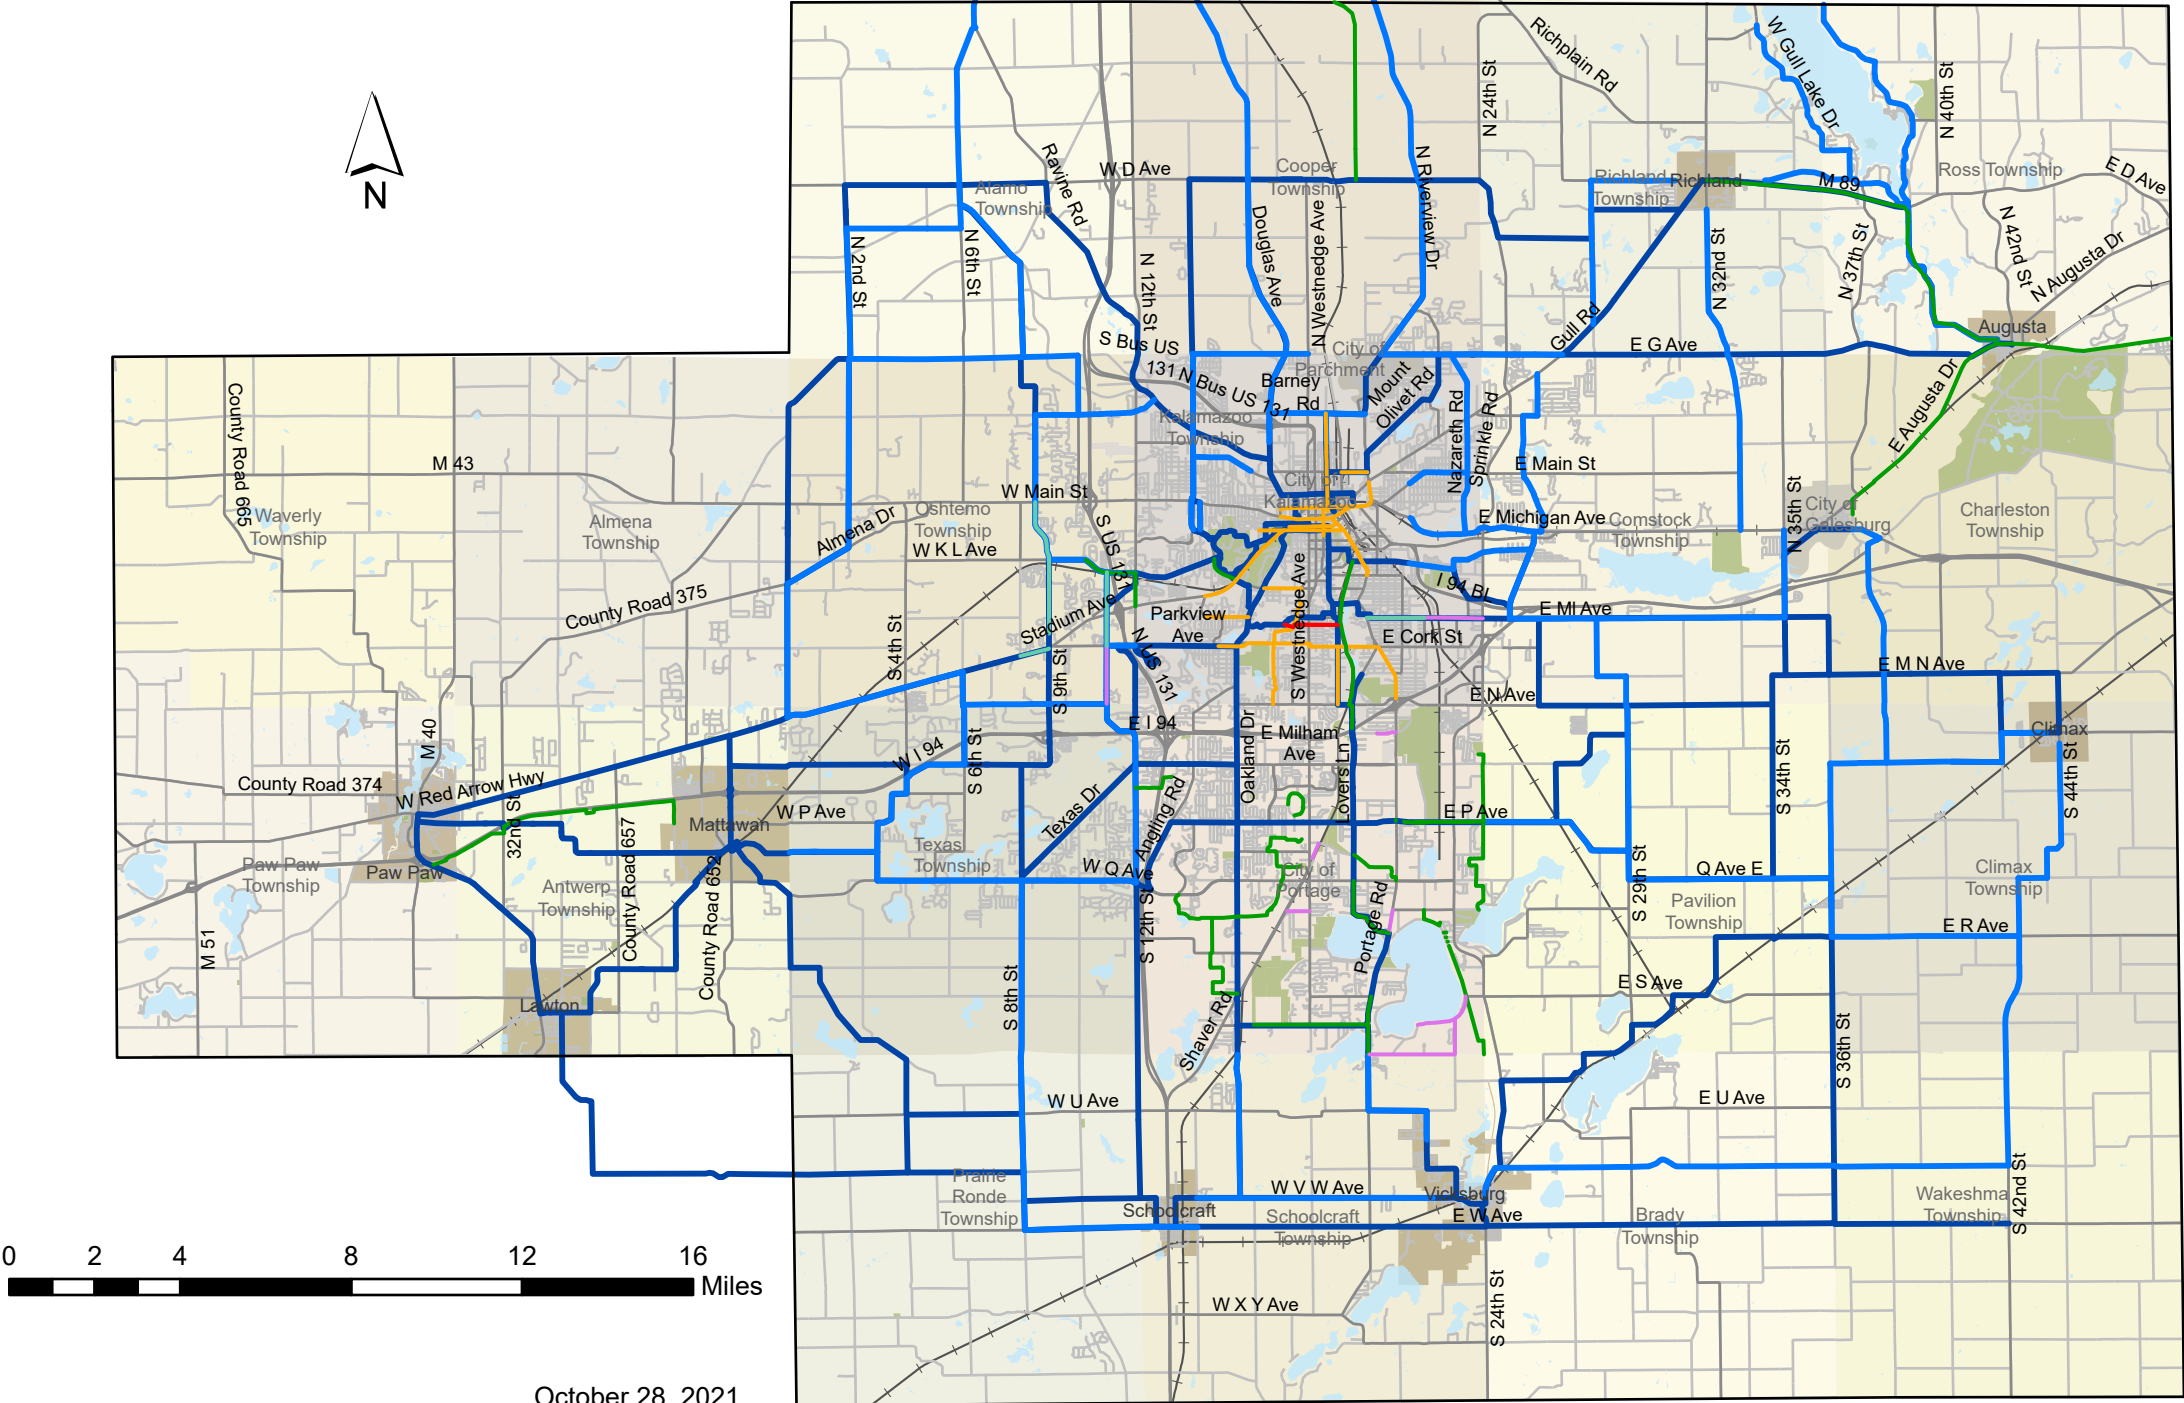 Richplain Rd
W Gull Lake Dr
N 24th St
N 40th St
N
Ravine Rd
W D Ave
Cooper
Township
N Riverview Dr
Richland
Township
Richland
M 89
Ross Township
E D Ave
Alamo
Township
N 2nd St
N 6th St
N 12th St
Douglas Ave
N Westnedge Ave
N 32nd St
N 37th St
N 42nd St
N Augusta Dr
Gull Rd
Augusta
S Bus US
131
N Bus US 131
City of
Parchment
E G Ave
Barney
Rd
Mount
Olivet Rd
County Road 665
Kalamazoo
Township
Nazareth Rd
Sprinkle Rd
E Augusta Dr
M 43
W Main St
E Main St
City of
Kalamazoo
N 35th St
City of
Galesburg
Waverly
Township
Almena
Township
Almena Dr
Oshtemo
Township
S US 131
E Michigan Ave
Comstock
Township
Charleston
Township
W K L Ave
I 94 BL
County Road 375
Stadium Ave
Parkview
Ave
S Westnedge Ave
E MI Ave
E Cork St
S 4th St
S 9th St
N US 131
E M N Ave
E N Ave
M 40
E I 94
Oakland Dr
E Milham
Ave
Climax
W I 94
S 6th St
S 34th St
S 44th St
County Road 374
W Red Arrow Hwy
Lovers Ln
Texas Dr
Angling Rd
W P Ave
E P Ave
32nd St
County Road 657
Mattawan
Paw Paw
Township
Paw Paw
Texas
Township
W Q Ave
City of
Portage
Q Ave E
S 29th St
Climax
Township
Antwerp
Township
County Road 652
Portage Rd
Pavilion
Township
M 51
S 12th St
E R Ave
S 8th St
E S Ave
Lawton
Shaver Rd
S 36th St
W U Ave
E U Ave
Prairie
Ronde
Township
W V W Ave
Vicksburg
Wakeshma
Township
S 42nd St
Schoolcraft
Schoolcraft
Township
E W Ave
Brady
Township
0 2 4 8 12 16
Miles
S 24th St
W X Y Ave
October 28, 2021